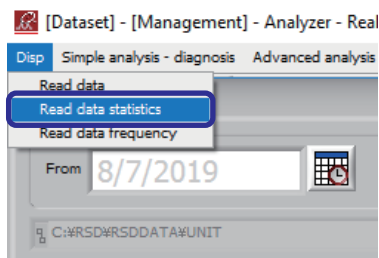 [Dataset] - [Management] - Analyzer - Real
Disp Simple analysis - diagnosis Advanced analysis
Read data
Read data statistics
Read data frequency
From 8/7/2019
C:¥RSD¥RSDDATA¥UNIT